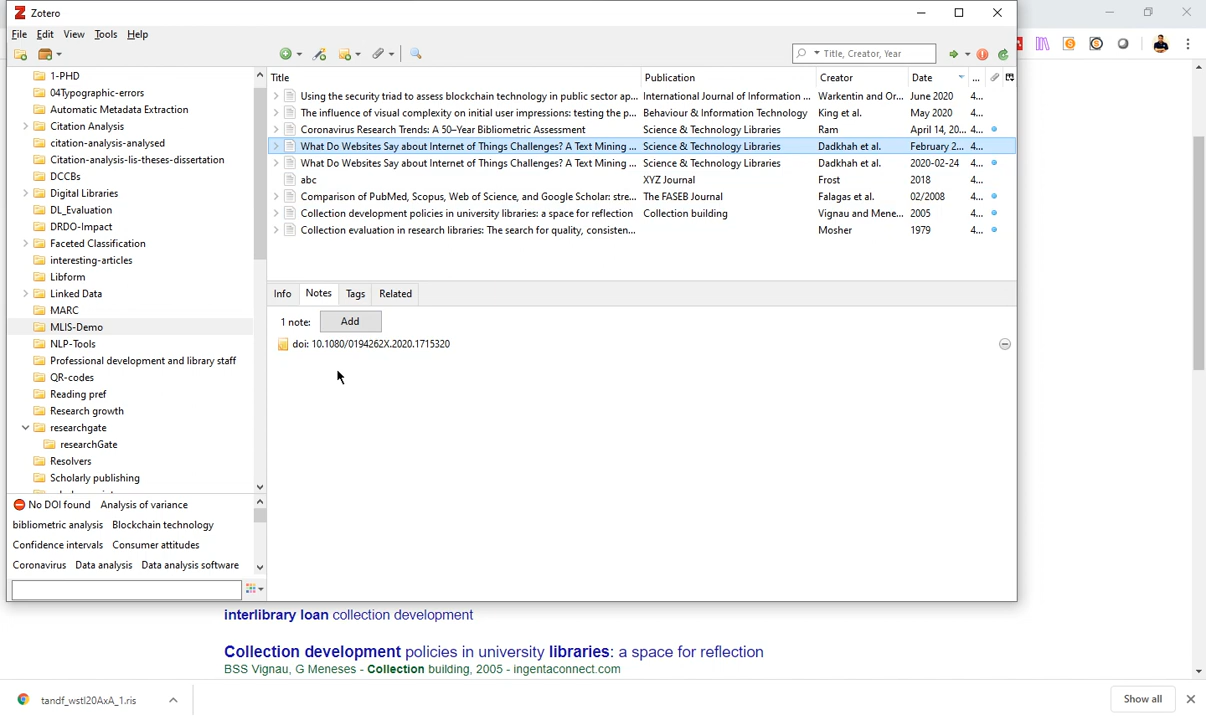 Zotero
File Edit View Tools Help
Title, Creator, Year
1-PHD
04Typographic-errors
Automatic Metadata Extraction
Citation Analysis
citation-analysis-analysed
Citation-analysis-lis-theses-dissertation
DCCBs
Digital Libraries
DL_Evaluation
DRDO-Impact
Faceted Classification
interesting-articles
Libform
Linked Data
MARC
MLIS-Demo
NLP-Tools
Professional development and library staff
QR-codes
Reading pref
Research growth
researchgate
researchGate
Resolvers
Scholarly publishing
No DOI found Analysis of variance
bibliometric analysis Blockchain technology
Confidence intervals Consumer attitudes
Coronavirus Data analysis Data analysis software
Title Publication Creator Date ...
Using the security triad to assess blockchain technology in public sector ap... International Journal of Information ... Warkentin and Or... June 2020 4...
The influence of visual complexity on initial user impressions: testing the p... Behaviour & Information Technology King et al. May 2020 4...
Coronavirus Research Trends: A 50–Year Bibliometric Assessment Science & Technology Libraries Ram April 14, 20... 4...
What Do Websites Say about Internet of Things Challenges? A Text Mining ... Science & Technology Libraries Dadkhah et al. February 2... 4...
What Do Websites Say about Internet of Things Challenges? A Text Mining ... Science & Technology Libraries Dadkhah et al. 2020-02-24 4...
abc XYZ Journal Frost 2018 4...
Comparison of PubMed, Scopus, Web of Science, and Google Scholar: stre... The FASEB Journal Falagas et al. 02/2008 4...
Collection development policies in university libraries: a space for reflection Collection building Vignau and Mene... 2005 4...
Collection evaluation in research libraries: The search for quality, consisten... Mosher 1979 4...
Info Notes Tags Related
1 note: Add
doi: 10.1080/0194262X.2020.1715320
interlibrary loan collection development
Collection development policies in university libraries: a space for reflection
BSS Vignau, G Meneses - Collection building, 2005 - ingentaconnect.com
tandf_wstl20AxA_1.ris
Show all